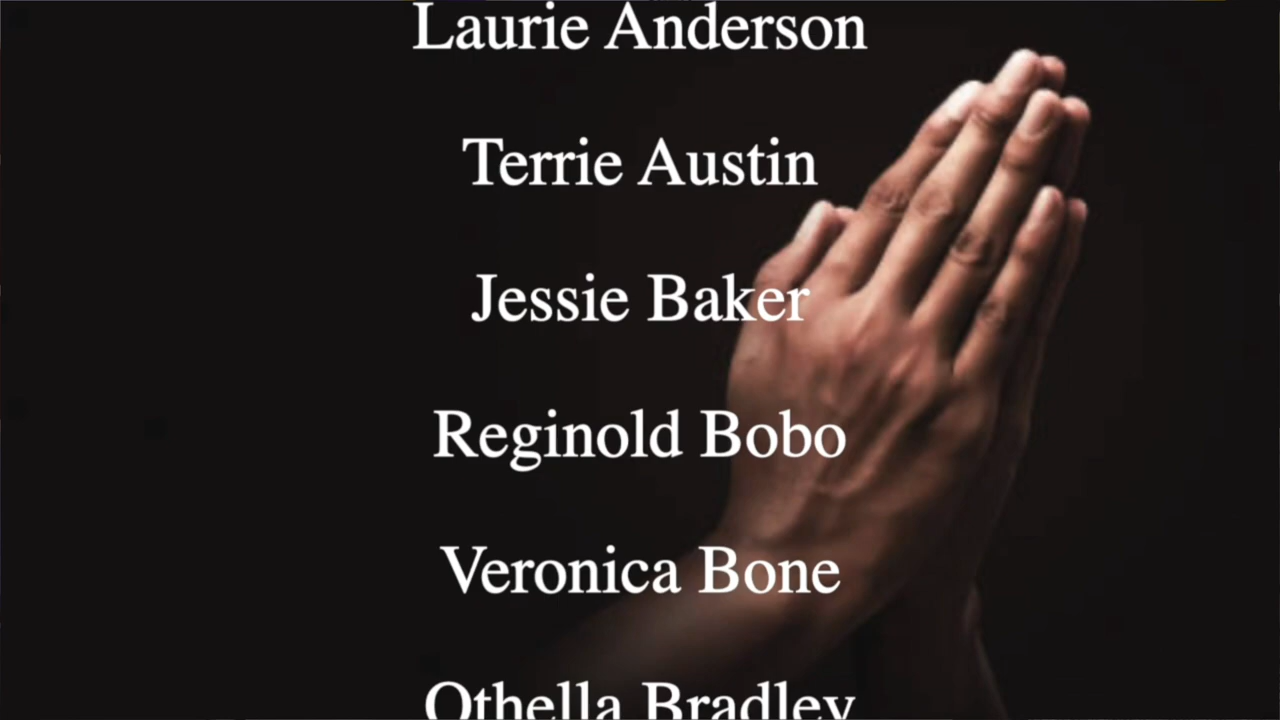 Laurie Anderson
Terrie Austin
Jessie Baker
Reginold Bobo
Veronica Bone
Othella Bradley